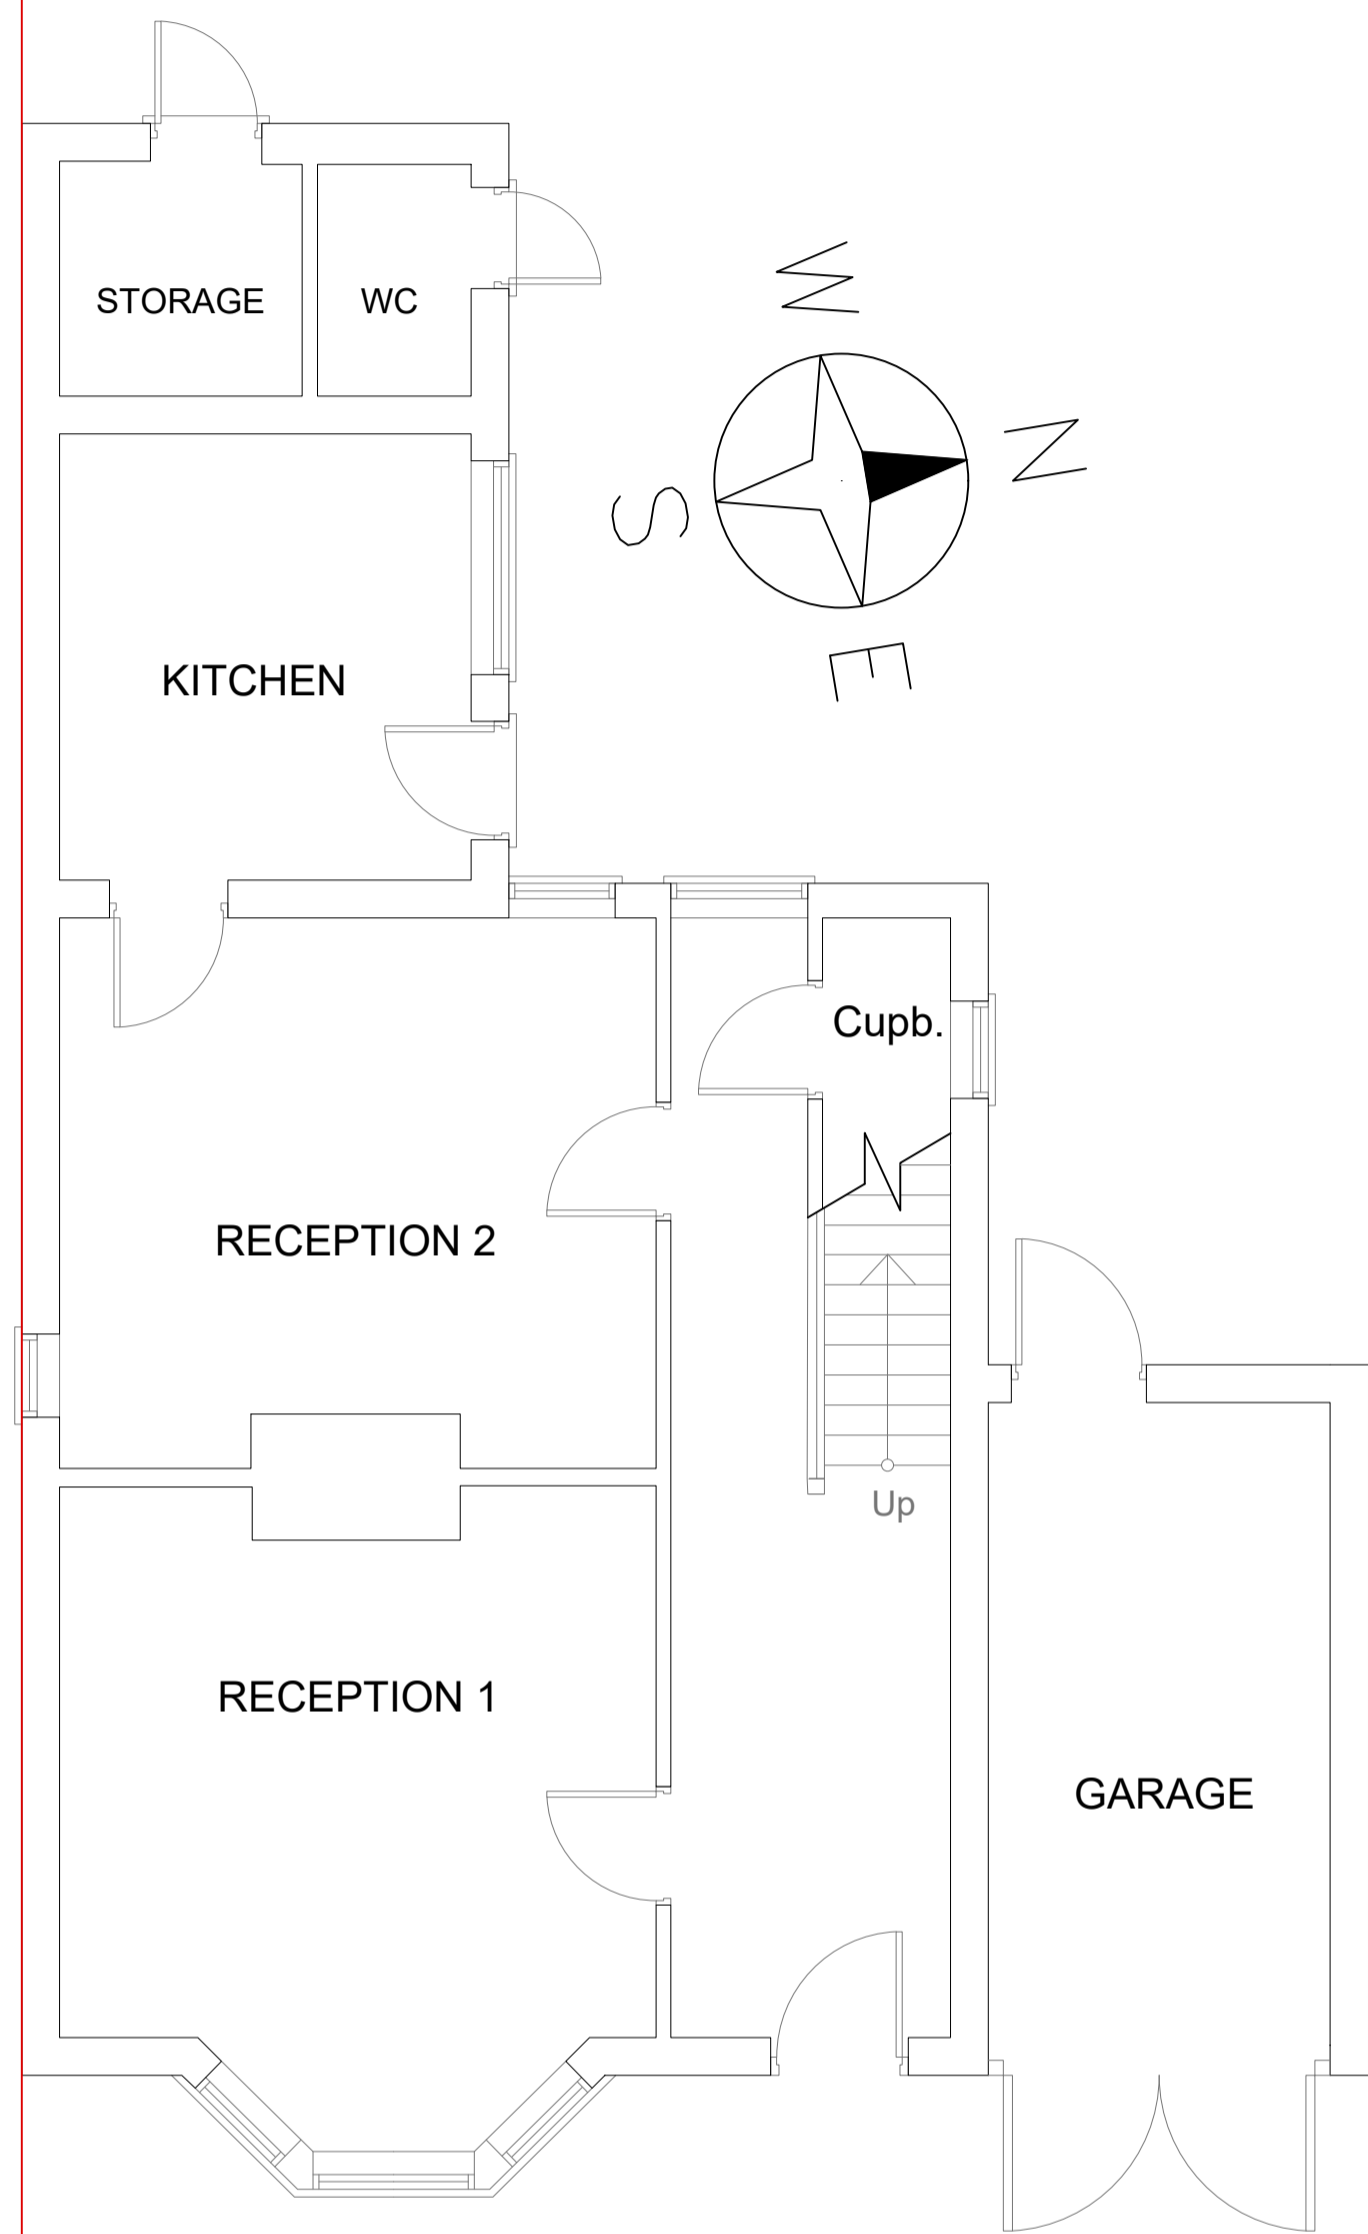 W
STORAGE
WC
N
S
KITCHEN
E
Cupb.
RECEPTION 2
Up
RECEPTION 1
GARAGE